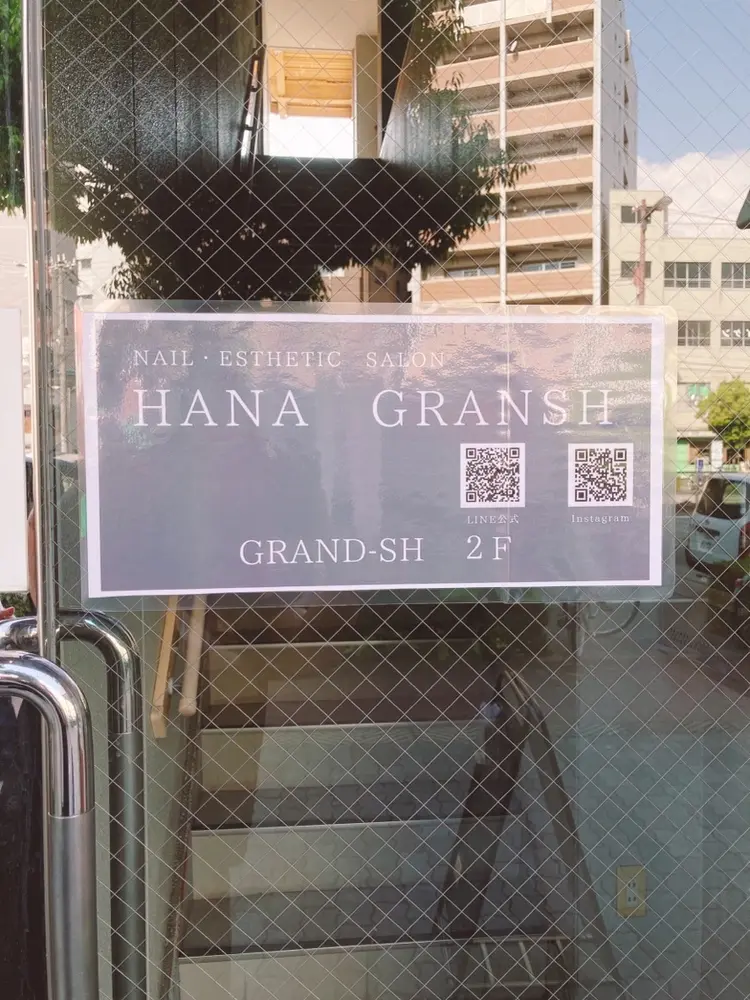 NAIL・ESTHETIC SALON
HANA GRANSH
LINE公式
Instagram
GRAND-SH 2F